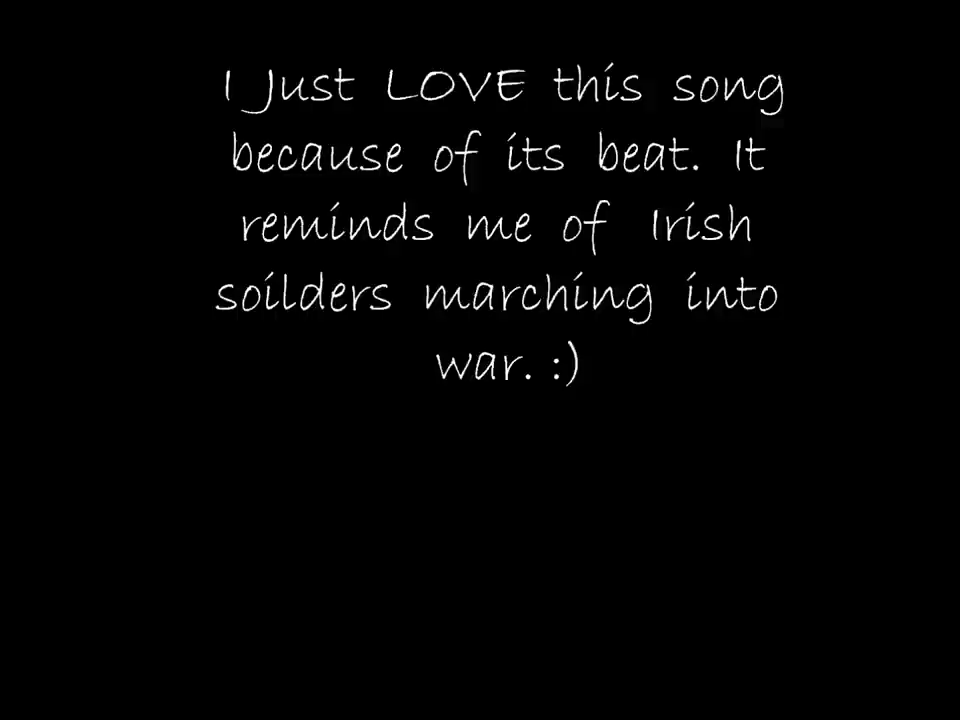 I Just LOVE this song
because of its beat. It
reminds me of Irish
soilders marching into
war. :)